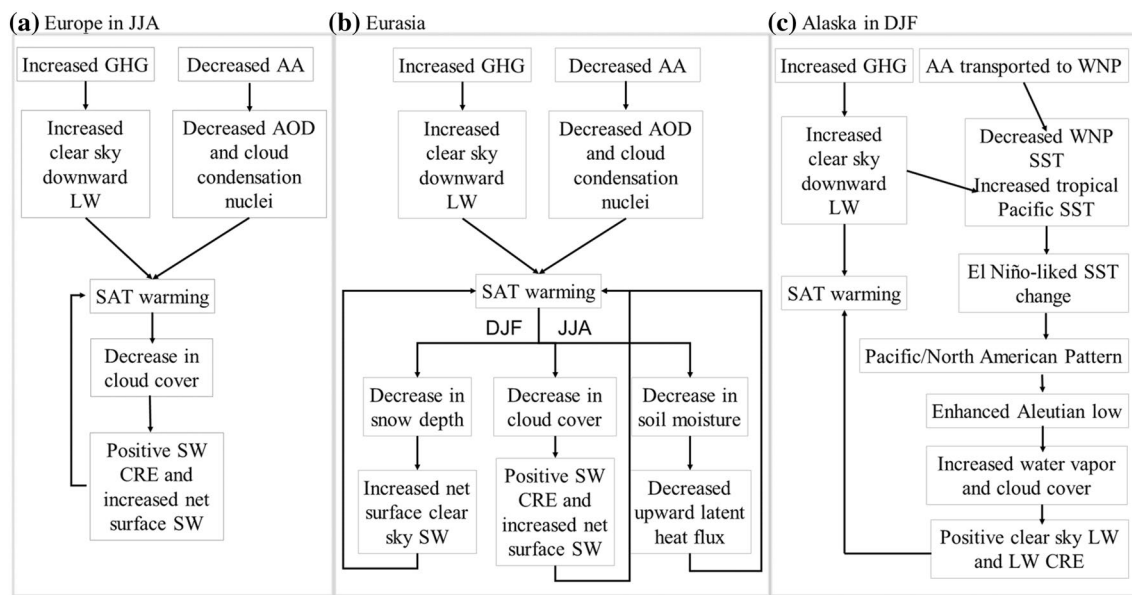 (a) Europe in JJA
Increased GHG
Decreased AA
Increased
clear sky
downward
LW
Decreased AOD
and cloud
condensation
nuclei
SAT warming
Decrease in
cloud cover
Positive SW
CRE and
increased net
surface SW
(b) Eurasia
Increased GHG
Decreased AA
Increased
clear sky
downward
LW
Decreased AOD
and cloud
condensation
nuclei
SAT warming
DJF
JJA
Decrease in
snow depth
Decrease in
cloud cover
Decrease in
soil moisture
Increased net
surface clear
sky SW
Positive SW
CRE and
increased net
surface SW
Decreased
upward latent
heat flux
(c) Alaska in DJF
Increased GHG
AA transported to WNP
Increased
clear sky
downward
LW
Decreased WNP
SST
Increased tropical
Pacific SST
SAT warming
El Niño-liked SST
change
Pacific/North American Pattern
Enhanced Aleutian low
Increased water vapor
and cloud cover
Positive clear sky LW
and LW CRE